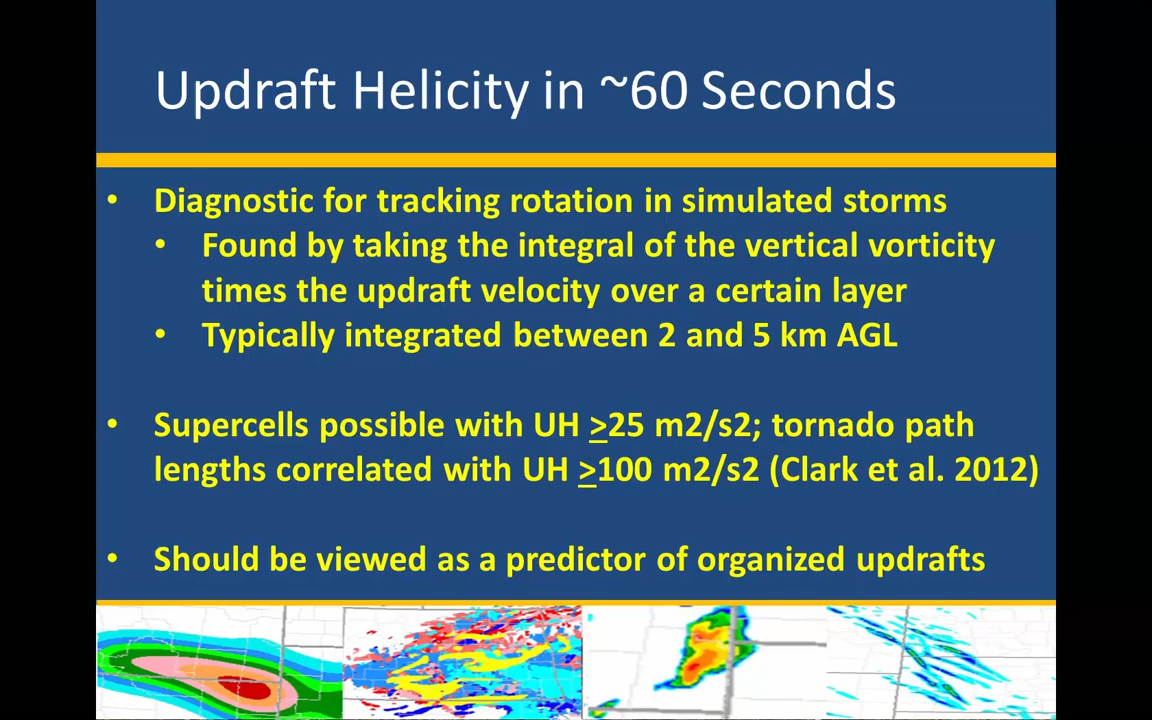 Updraft Helicity in ~60 Seconds
• Diagnostic for tracking rotation in simulated storms
• Found by taking the integral of the vertical vorticity
times the updraft velocity over a certain layer
• Typically integrated between 2 and 5 km AGL
• Supercells possible with UH ≥25 m2/s2; tornado path
lengths correlated with UH ≥100 m2/s2 (Clark et al. 2012)
• Should be viewed as a predictor of organized updrafts